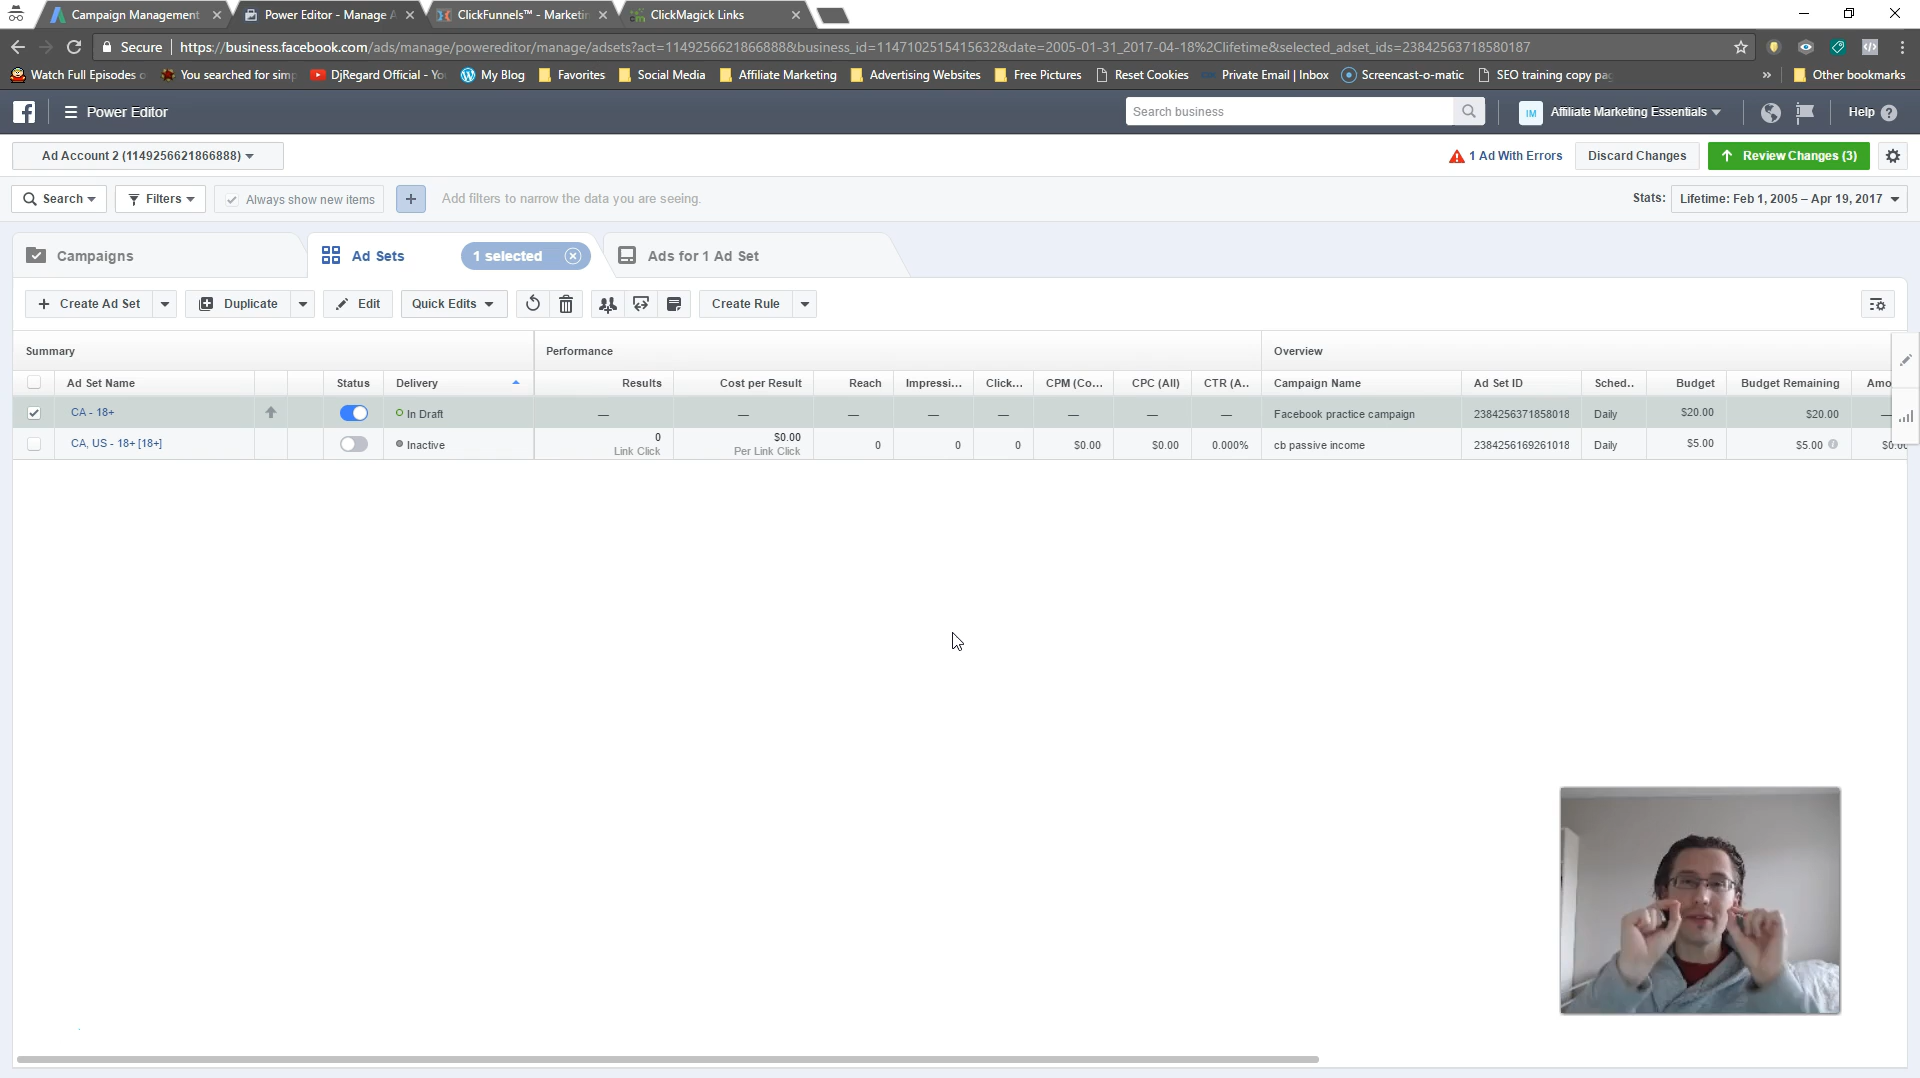 Campaign Management
Power Editor - Manage A
ClickFunnels™ - Marketin
ClickMagick Links
Secure
https://business.facebook.com/ads/manage/powereditor/manage/adsets?act=1149256621866888&business_id=1147102515415632&date=2005-01-31_2017-04-18%2Clifetime&selected_adset_ids=23842563718580187
Watch Full Episodes o
You searched for simp
DjRegard Official - Yo
My Blog
Favorites
Social Media
Affiliate Marketing
Advertising Websites
Free Pictures
Reset Cookies
Private Email | Inbox
Screencast-o-matic
SEO training copy pag
»
Other bookmarks
Power Editor
Search business
IM
Affiliate Marketing Essentials
Help ?
Ad Account 2 (1149256621866888)
1 Ad With Errors
Discard Changes
Review Changes (3)
Search
Filters
Always show new items
+
Add filters to narrow the data you are seeing.
Stats:
Lifetime: Feb 1, 2005 – Apr 19, 2017
Campaigns
Ad Sets
1 selected
Ads for 1 Ad Set
+ Create Ad Set
Duplicate
Edit
Quick Edits
Create Rule
Summary
Performance
Overview
Ad Set Name
Status
Delivery
Results
Cost per Result
Reach
Impressi...
Click...
CPM (Co...
CPC (All)
CTR (A...
Campaign Name
Ad Set ID
Sched...
Budget
Budget Remaining
Amo
CA - 18+
In Draft
—
—
—
—
—
—
—
—
Facebook practice campaign
2384256371858018
Daily
$20.00
$20.00
—
CA, US - 18+ [18+]
Inactive
0
Link Click
$0.00
Per Link Click
0
0
0
$0.00
$0.00
0.000%
cb passive income
2384256169261018
Daily
$5.00
$5.00
$0.00